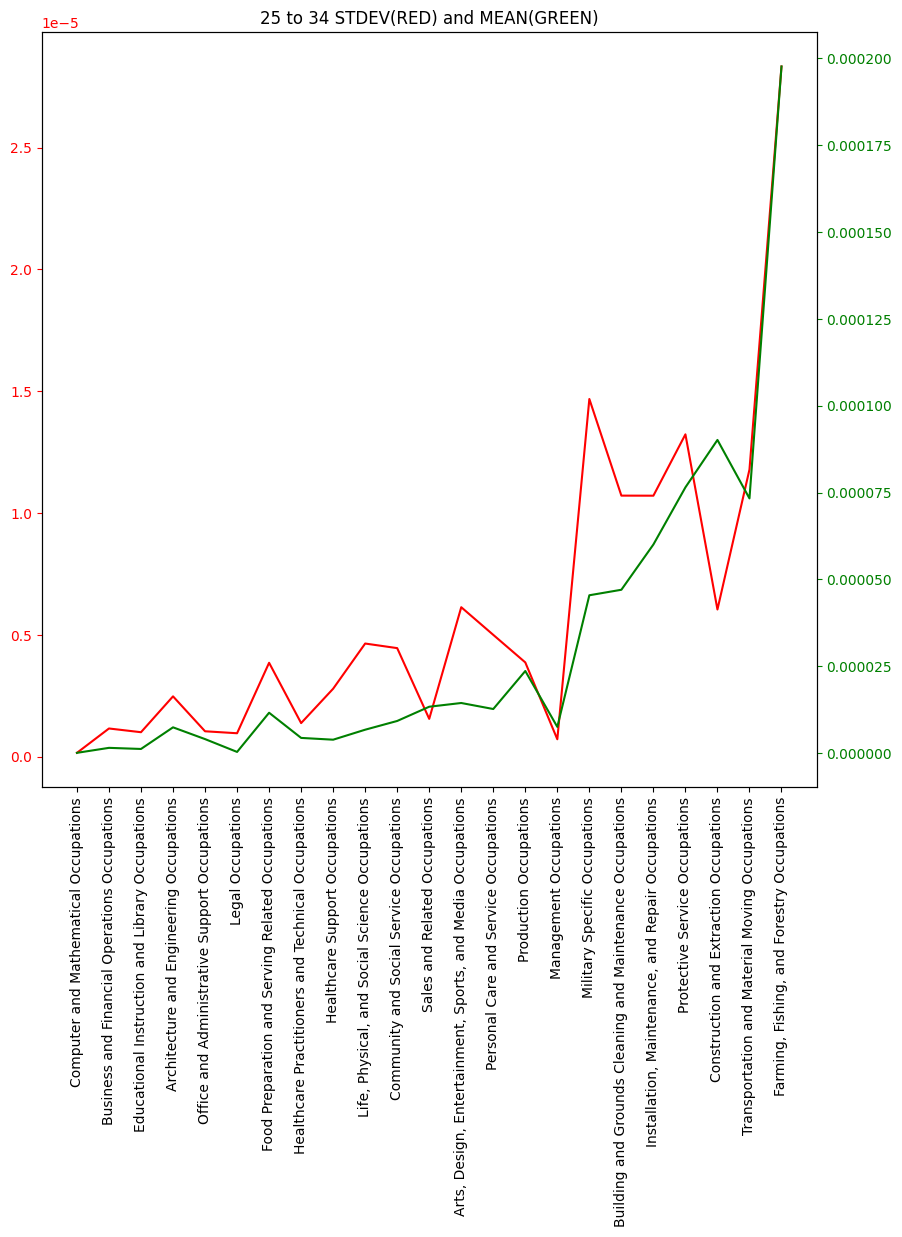 25 to 34 STDEV(RED) and MEAN(GREEN)
1e−5
2.5
2.0
1.5
1.0
0.5
0.0
0.000200
0.000175
0.000150
0.000125
0.000100
0.000075
0.000050
0.000025
0.000000
Computer and Mathematical Occupations
Business and Financial Operations Occupations
Educational Instruction and Library Occupations
Architecture and Engineering Occupations
Office and Administrative Support Occupations
Legal Occupations
Food Preparation and Serving Related Occupations
Healthcare Practitioners and Technical Occupations
Healthcare Support Occupations
Life, Physical, and Social Science Occupations
Community and Social Service Occupations
Sales and Related Occupations
Arts, Design, Entertainment, Sports, and Media Occupations
Personal Care and Service Occupations
Production Occupations
Management Occupations
Military Specific Occupations
Building and Grounds Cleaning and Maintenance Occupations
Installation, Maintenance, and Repair Occupations
Protective Service Occupations
Construction and Extraction Occupations
Transportation and Material Moving Occupations
Farming, Fishing, and Forestry Occupations